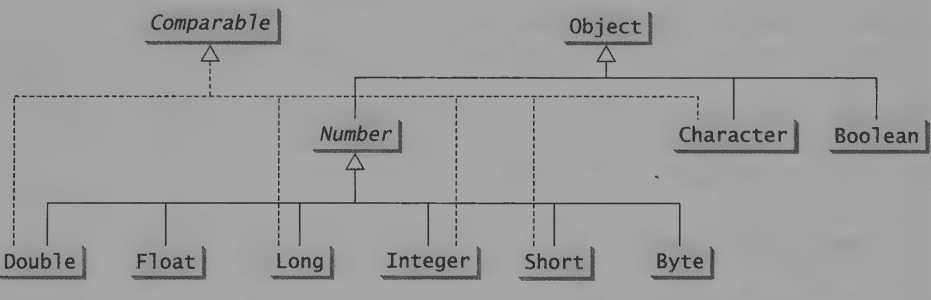 Comparable
Object
Number
Character
Boolean
Double
Float
Long
Integer
Short
Byte